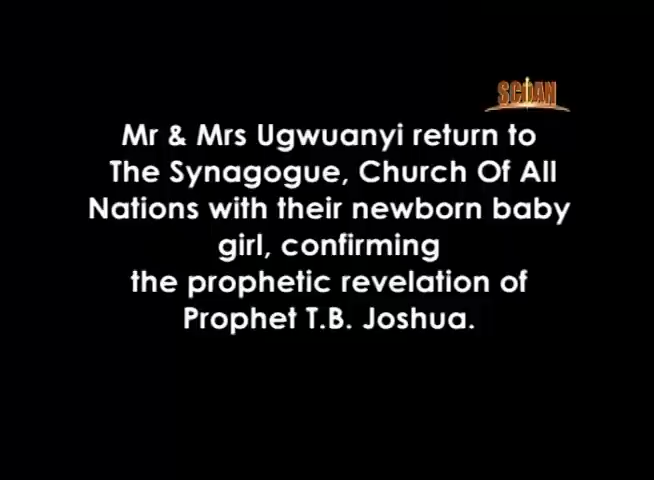 SCOAN
Mr & Mrs Ugwuanyi return to
The Synagogue, Church Of All
Nations with their newborn baby
girl, confirming
the prophetic revelation of
Prophet T.B. Joshua.